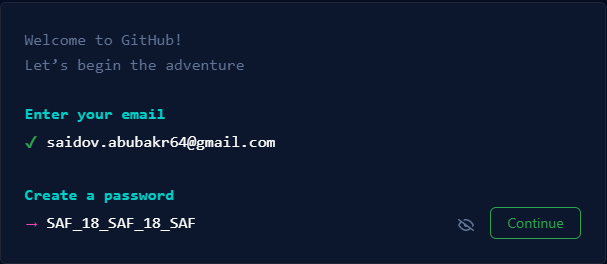 Welcome to GitHub!
Let’s begin the adventure
Enter your email
✓ saidov.abubakr64@gmail.com
Create a password
→ SAF_18_SAF_18_SAF
Continue